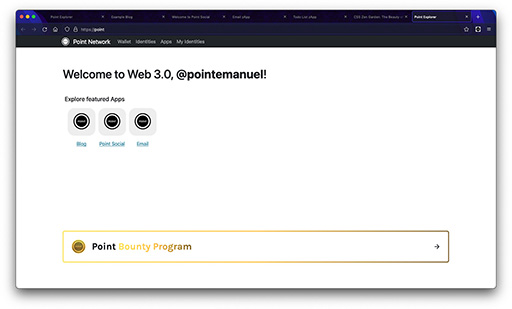 Point Explorer
Example Blog
Welcome to Point Social
Email zApp
Todo List zApp
CSS Zen Garden: The Beauty
Point Explorer
https://point
Point Network Wallet Identities Apps My Identities
Welcome to Web 3.0, @pointemanuel!
Explore featured Apps
Blog Point Social Email
Point Bounty Program